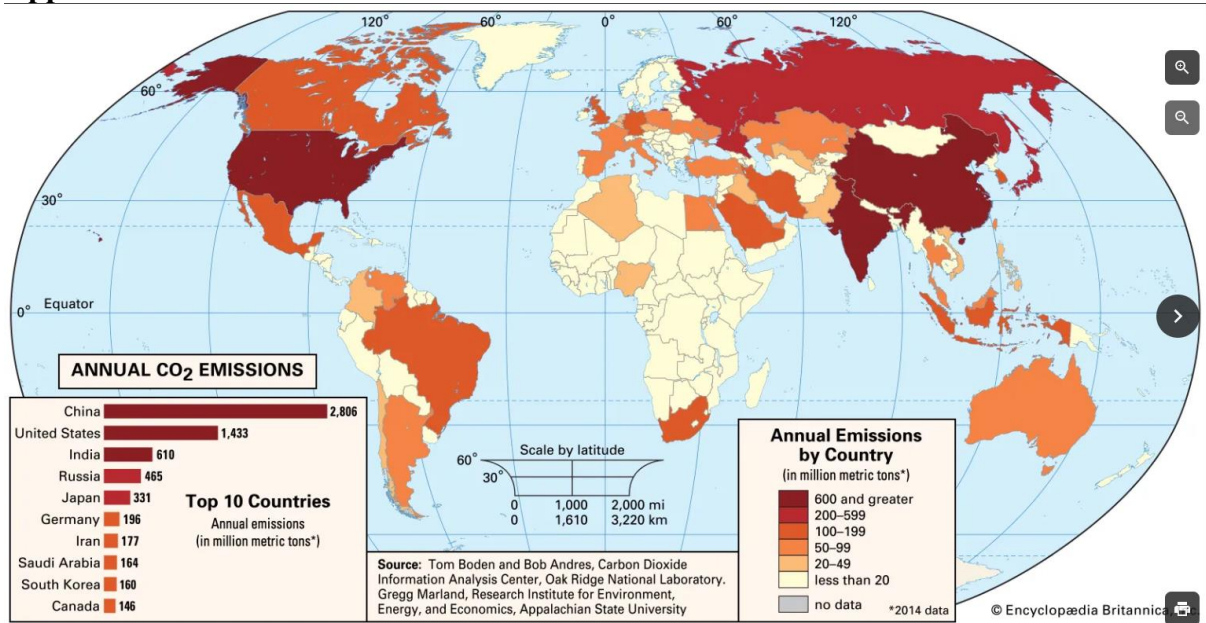 120°
60°
0°
60°
120°
60°
30°
0°
Equator
ANNUAL CO₂ EMISSIONS
China 2,806
United States 1,433
India 610
Russia 465
Japan 331
Germany 196
Iran 177
Saudi Arabia 164
South Korea 160
Canada 146
Top 10 Countries
Annual emissions
(in million metric tons*)
Scale by latitude
60°
30°
0 1,000 2,000 mi
0 1,610 3,220 km
Source: Tom Boden and Bob Andres, Carbon Dioxide
Information Analysis Center, Oak Ridge National Laboratory.
Gregg Marland, Research Institute for Environment,
Energy, and Economics, Appalachian State University
Annual Emissions
by Country
(in million metric tons*)
600 and greater
200–599
100–199
50–99
20–49
less than 20
no data
*2014 data
© Encyclopædia Britannica,